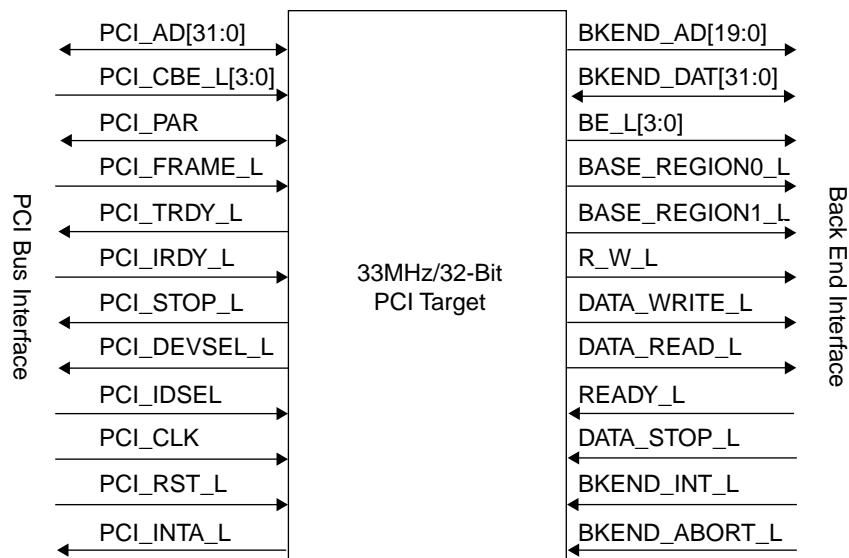 PCI Bus Interface
PCI_AD[31:0]
PCI_CBE_L[3:0]
PCI_PAR
PCI_FRAME_L
PCI_TRDY_L
PCI_IRDY_L
PCI_STOP_L
PCI_DEVSEL_L
PCI_IDSEL
PCI_CLK
PCI_RST_L
PCI_INTA_L
33MHz/32-Bit
PCI Target
BKEND_AD[19:0]
BKEND_DAT[31:0]
BE_L[3:0]
BASE_REGION0_L
BASE_REGION1_L
R_W_L
DATA_WRITE_L
DATA_READ_L
READY_L
DATA_STOP_L
BKEND_INT_L
BKEND_ABORT_L
Back End Interface